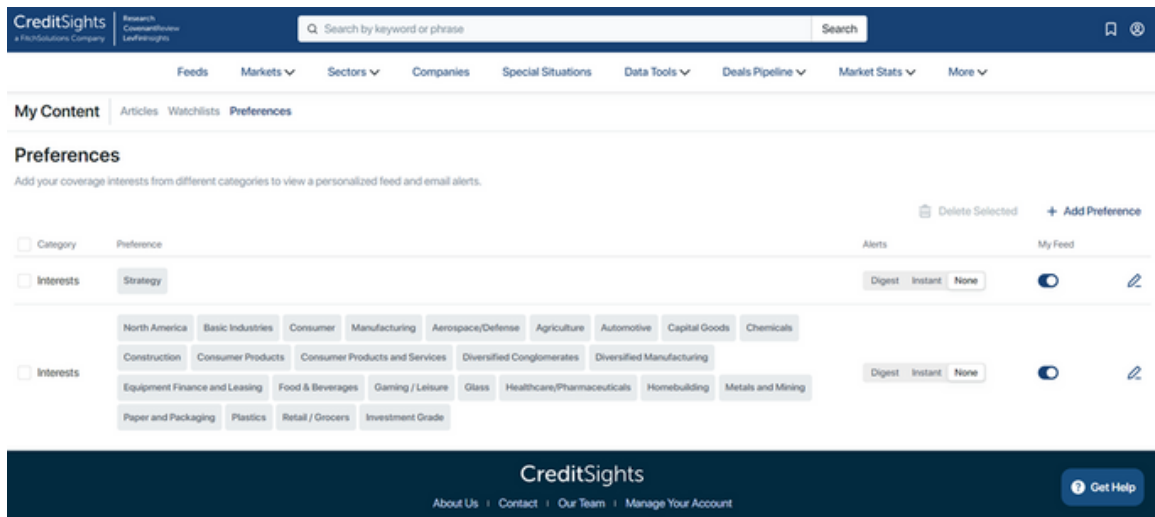 CreditSights
a FitchSolutions Company
Research
CovenantReview
LevFinInsights
Search by keyword or phrase
Search
Feeds Markets Sectors Companies Special Situations Data Tools Deals Pipeline Market Stats More
My Content Articles Watchlists Preferences
Preferences
Add your coverage interests from different categories to view a personalized feed and email alerts.
Delete Selected + Add Preference
Category Preference Alerts My Feed
Interests Strategy Digest Instant None
North America Basic Industries Consumer Manufacturing Aerospace/Defense Agriculture Automotive Capital Goods Chemicals
Construction Consumer Products Consumer Products and Services Diversified Conglomerates Diversified Manufacturing
Interests Digest Instant None
Equipment Finance and Leasing Food & Beverages Gaming / Leisure Glass Healthcare/Pharmaceuticals Homebuilding Metals and Mining
Paper and Packaging Plastics Retail / Grocers Investment Grade
CreditSights
About Us | Contact | Our Team | Manage Your Account
? Get Help